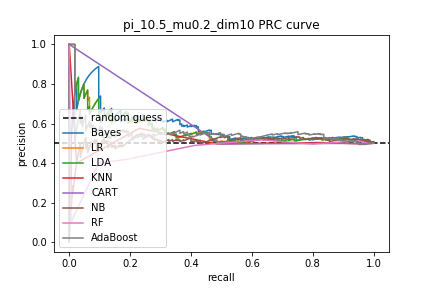 pi_10.5_mu0.2_dim10 PRC curve
1.0
0.8
0.6
0.4
0.2
0.0
precision
random guess
Bayes
LR
LDA
KNN
CART
NB
RF
AdaBoost
0.0 0.2 0.4 0.6 0.8 1.0
recall